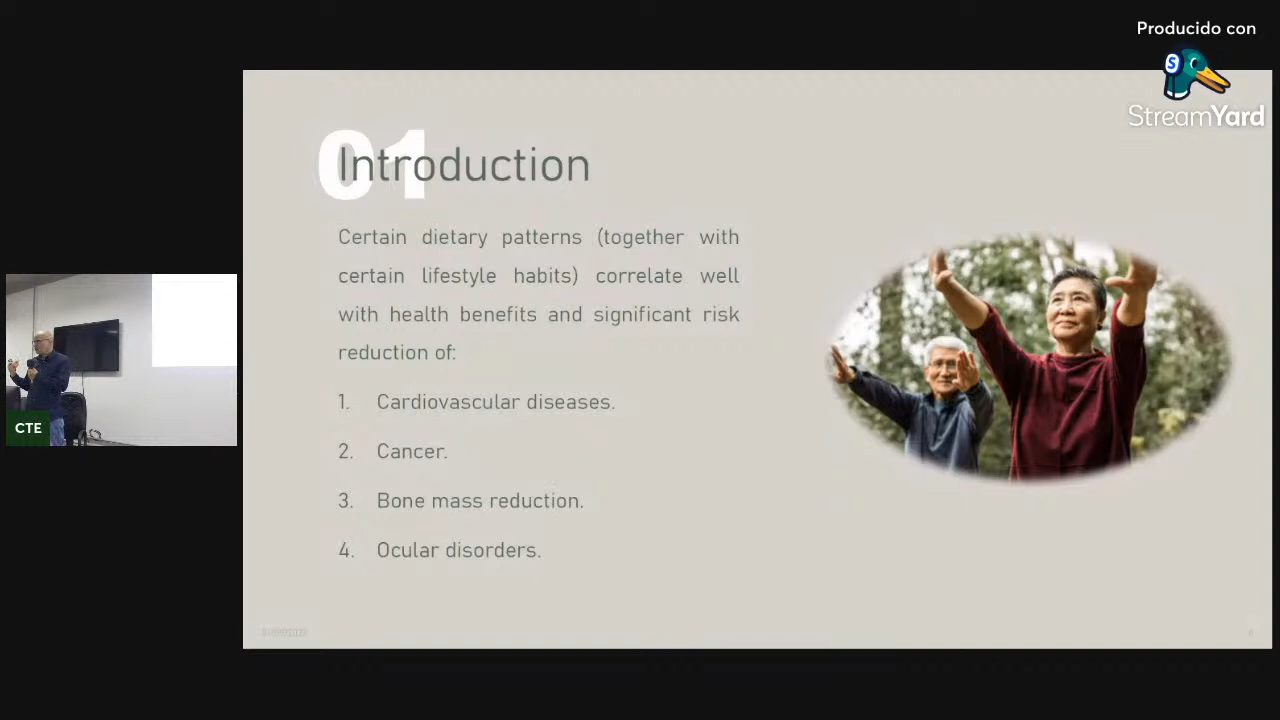 Producido con
StreamYard
01
Introduction
Certain dietary patterns (together with
certain lifestyle habits) correlate well
with health benefits and significant risk
reduction of:
1. Cardiovascular diseases.
2. Cancer.
3. Bone mass reduction.
4. Ocular disorders.
CTE